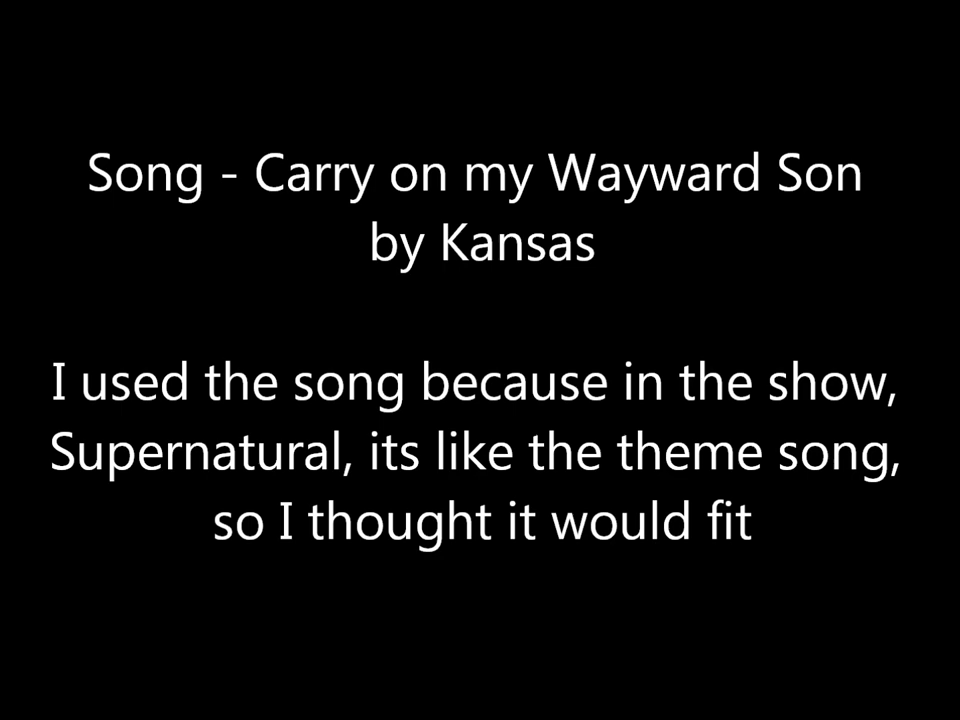 Song - Carry on my Wayward Son
by Kansas
I used the song because in the show,
Supernatural, its like the theme song,
so I thought it would fit